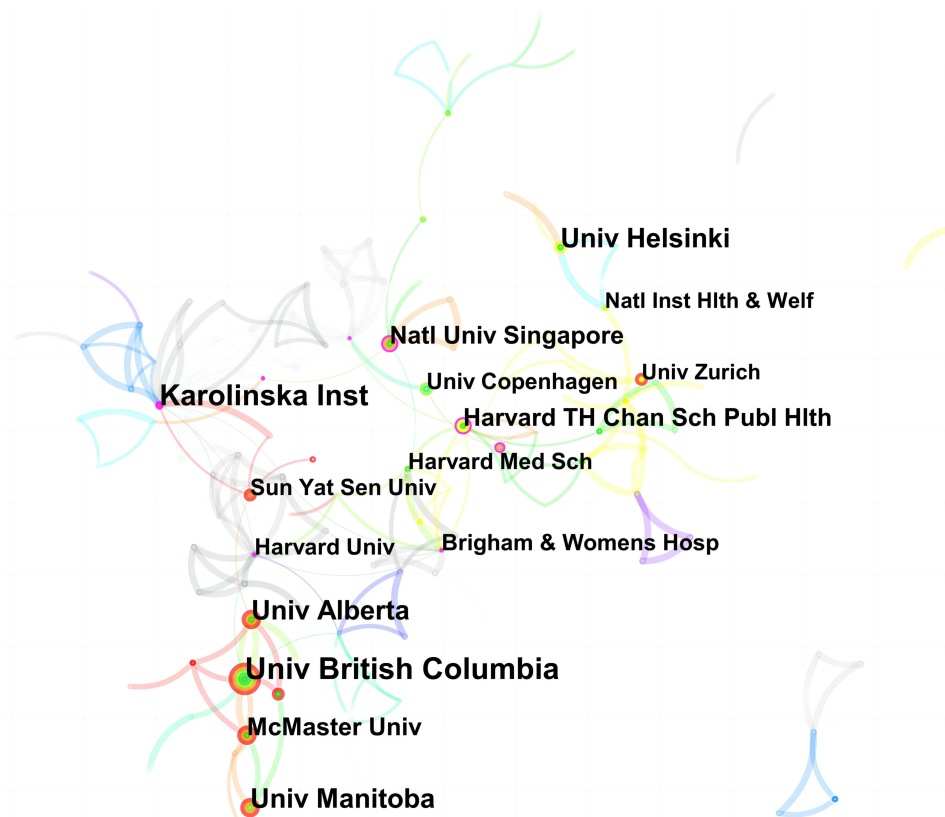 Univ Helsinki
Natl Inst Hlth & Welf
Natl Univ Singapore
Univ Zurich
Univ Copenhagen
Karolinska Inst
Harvard TH Chan Sch Publ Hlth
Harvard Med Sch
Sun Yat Sen Univ
Brigham & Womens Hosp
Harvard Univ
Univ Alberta
Univ British Columbia
McMaster Univ
Univ Manitoba